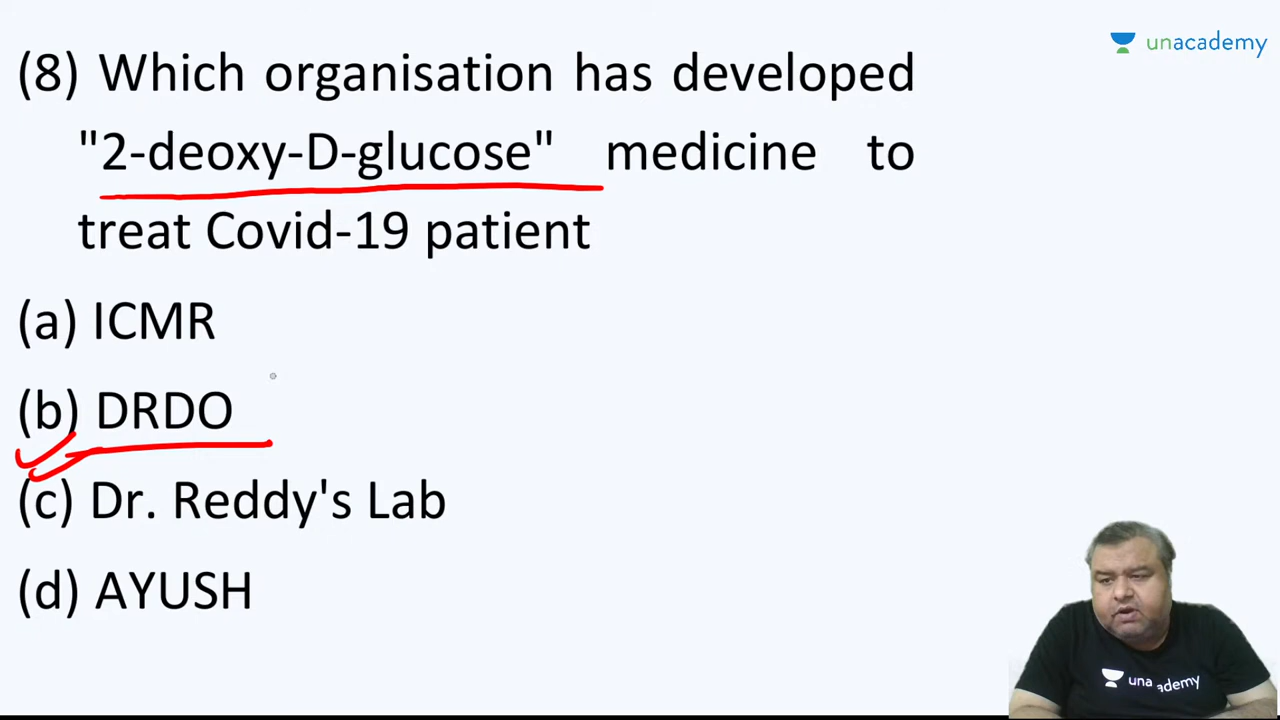 unacademy
(8) Which organisation has developed
"2-deoxy-D-glucose" medicine to
treat Covid-19 patient
(a) ICMR
(b) DRDO
(c) Dr. Reddy's Lab
(d) AYUSH
unacademy